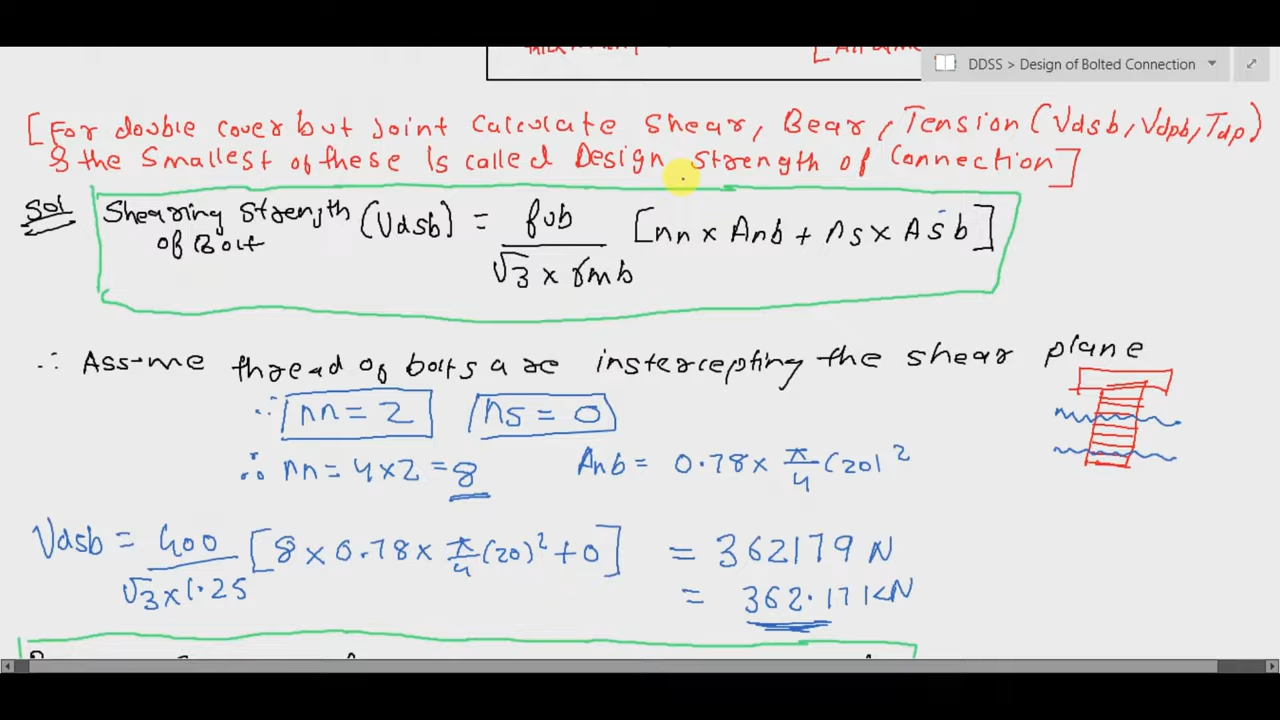 DDSS > Design of Bolted Connection
[For double cover but Joint Calculate Shear, Bear, Tension (Vdsb, Vdpb, Tdp)
& the Smallest of these Is called Design Strength of Connection]
Sol
Shearing Strength of Bolt (Vdsb) = fub / √3 × γmb [nn × Anb + ns × Asb]
∴ Ass-me thread of bolts are instercepting the shear plane
∵ nn = 2 ns = 0
∴ nn = 4×2 = 8 Anb = 0.78 × π/4 (20)²
Vdsb = 400 / √3 × 1.25 [8 × 0.78 × π/4 (20)² + 0] = 362179 N
= 362.17 KN